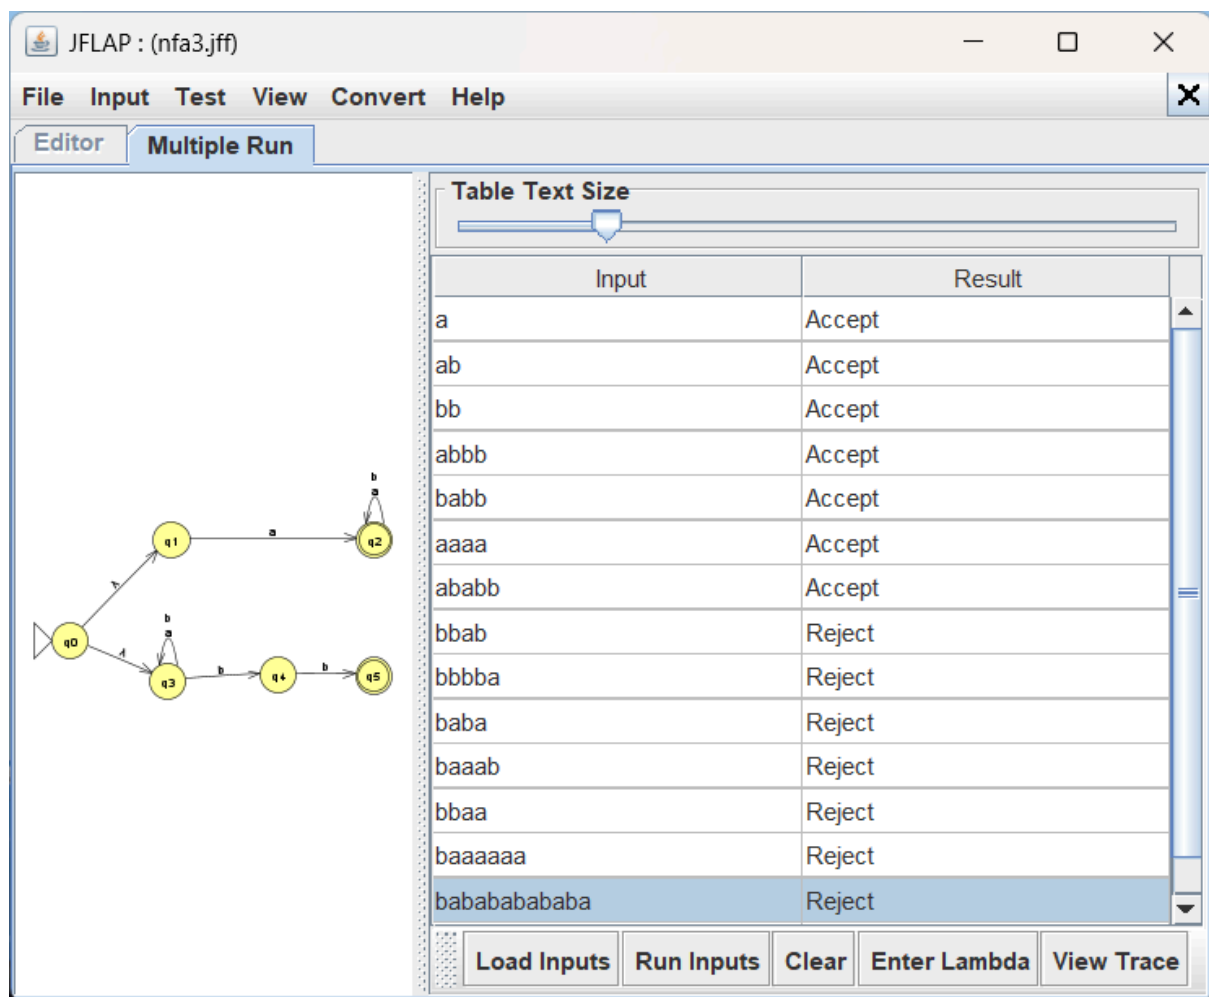 JFLAP : (nfa3.jff)
File Input Test View Convert Help
Editor Multiple Run
Table Text Size
Input Result
a Accept
ab Accept
bb Accept
abbb Accept
babb Accept
aaaa Accept
ababb Accept
bbab Reject
bbbba Reject
baba Reject
baaab Reject
bbaa Reject
baaaaaa Reject
babababababa Reject
b
a
q1 a q2
λ
q0
b
a
λ
q3 b q4 b q5
Load Inputs Run Inputs Clear Enter Lambda View Trace